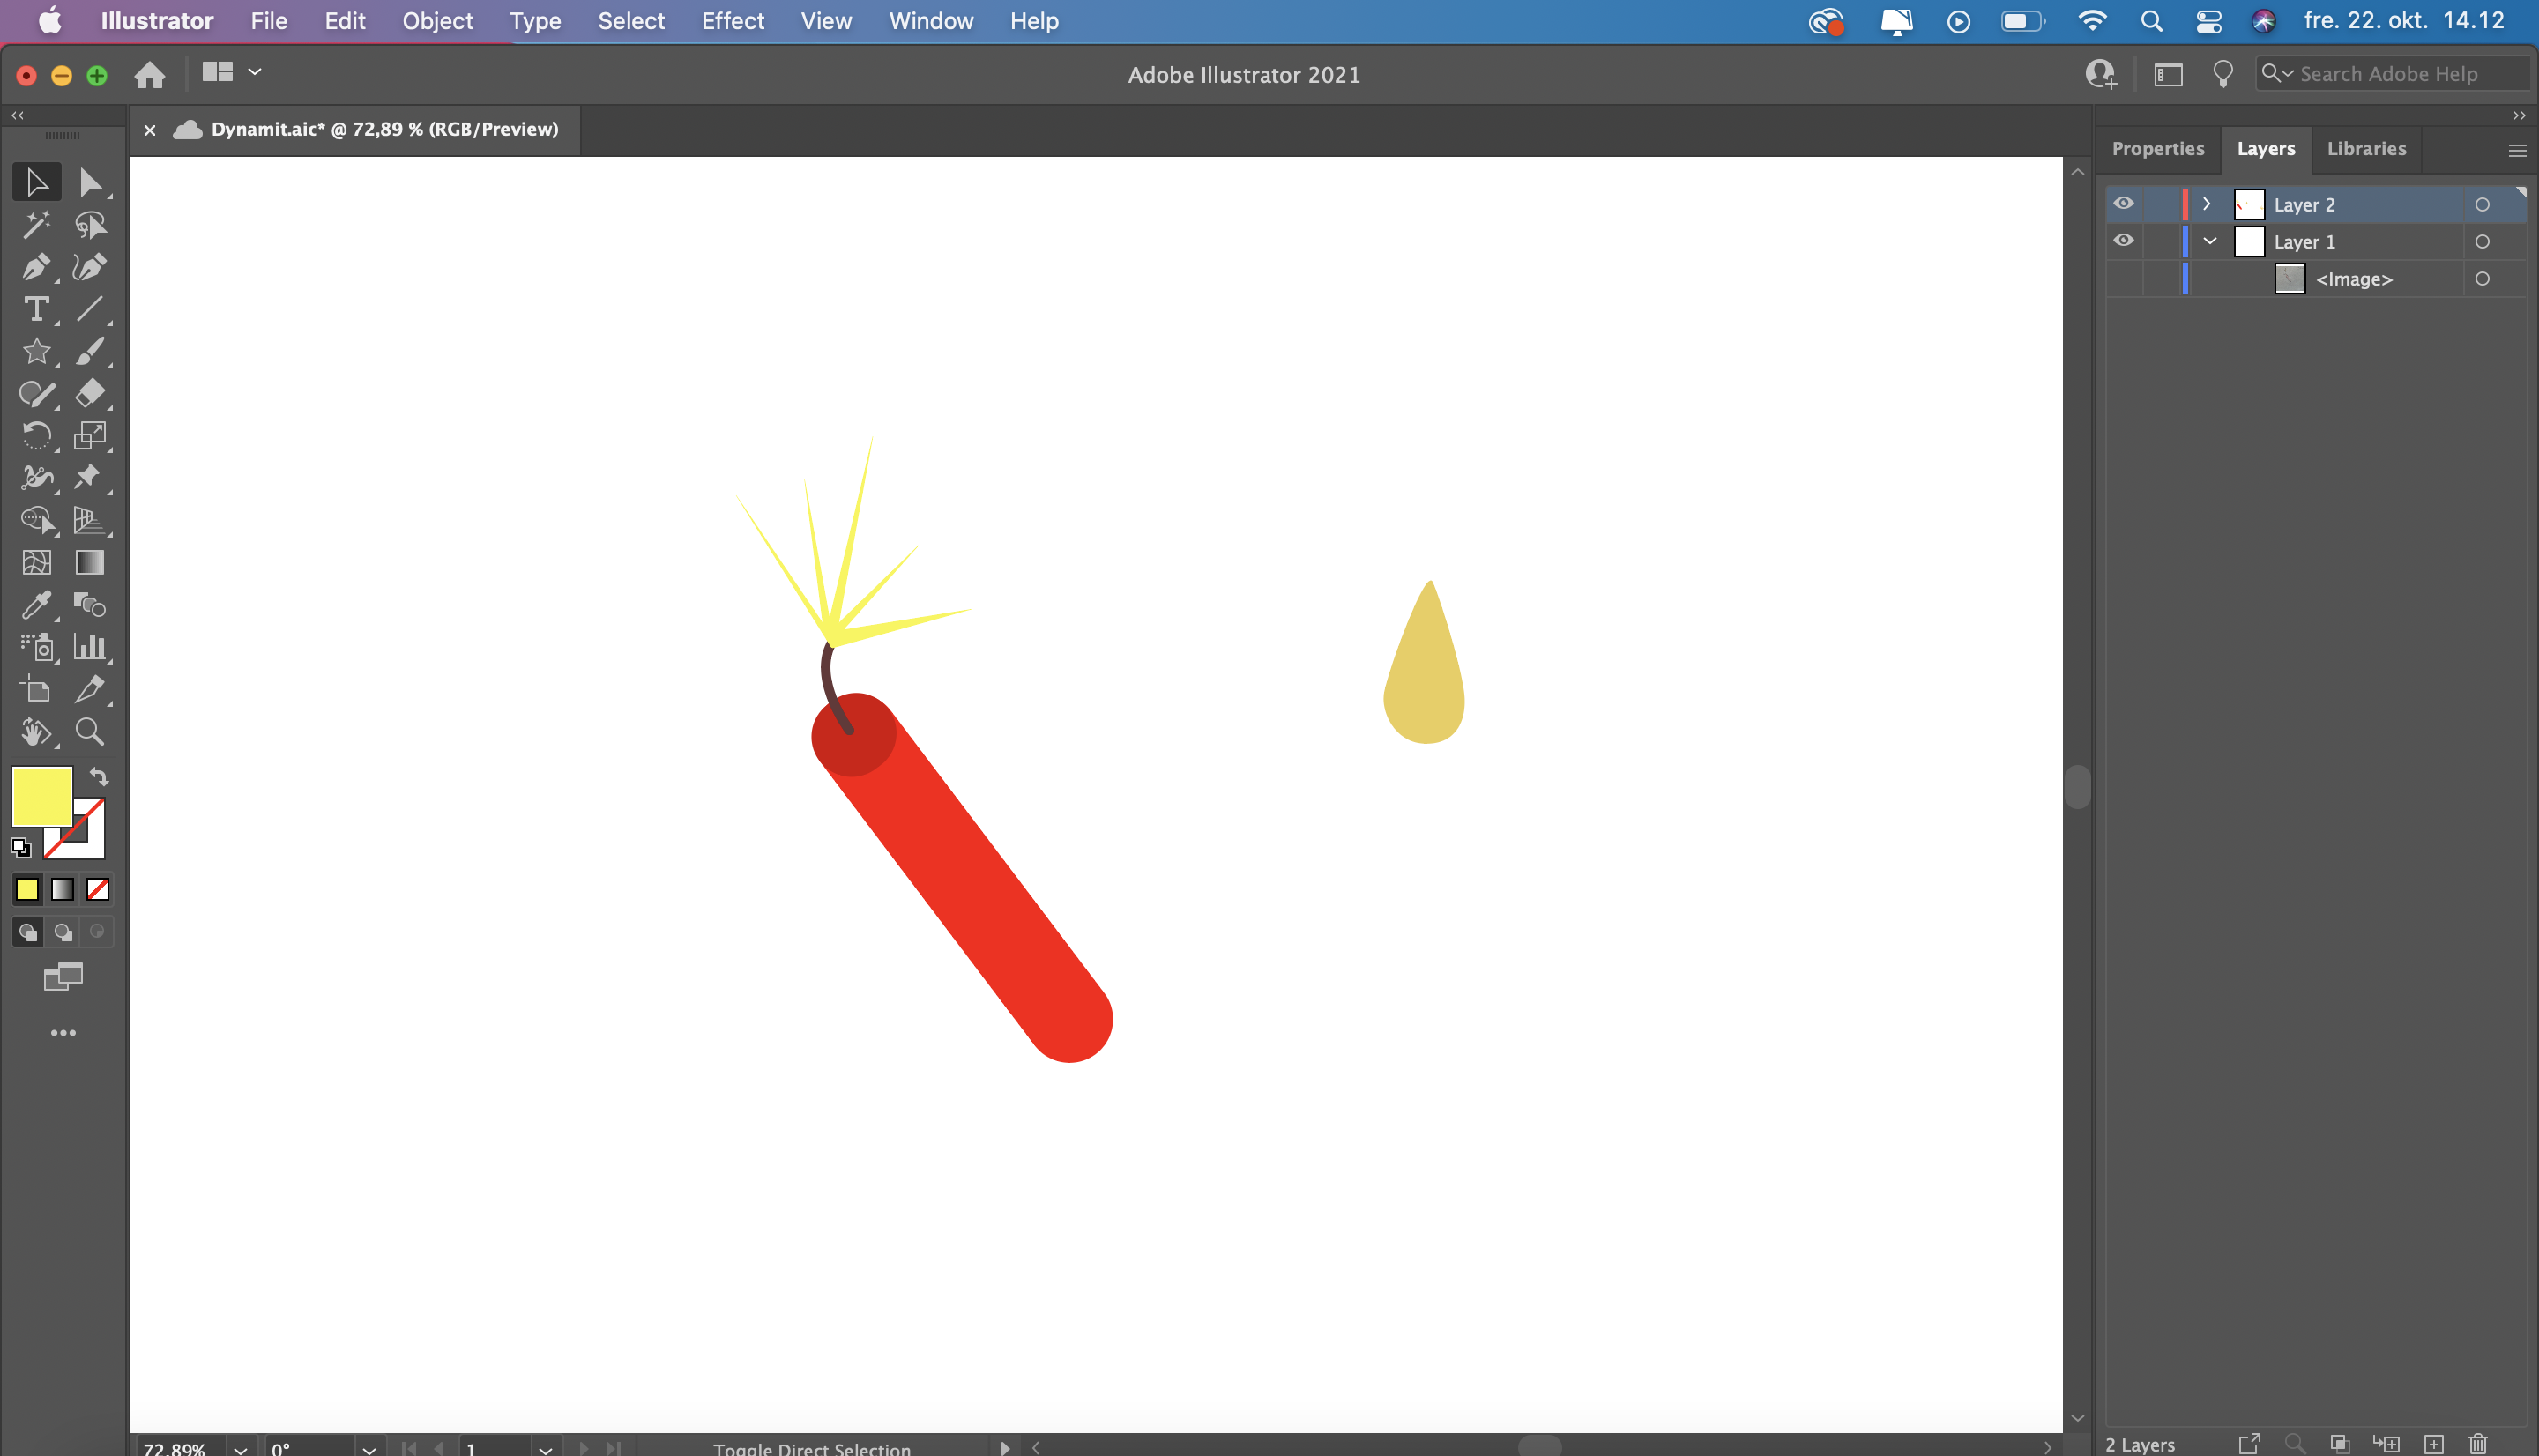 Illustrator File Edit Object Type Select Effect View Window Help fre. 22. okt. 14.12
Adobe Illustrator 2021 Search Adobe Help
Dynamit.aic* @ 72,89 % (RGB/Preview)
Properties Layers Libraries
Layer 2
Layer 1
<Image>
72,89% 0° 1 Toggle Direct Selection
2 Layers